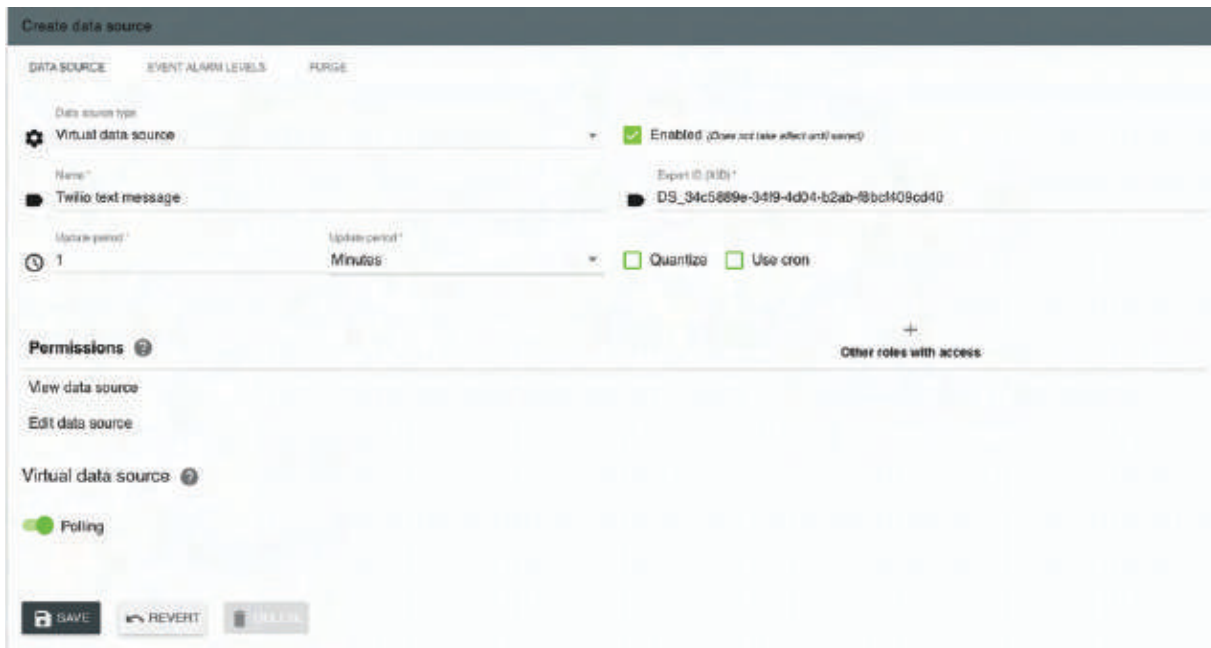 Create data source
DATA SOURCE EVENT ALARM LEVELS PURGE
Data source type
Virtual data source
Enabled (Does not take effect until saved)
Name *
Twilio text message
Export ID (XID) *
DS_34c5889e-34f9-4d04-b2ab-f8bcf409cd40
Update period * Update period *
1 Minutes
Quantize Use cron
+
Permissions ? Other roles with access
View data source
Edit data source
Virtual data source ?
Polling
SAVE REVERT DELETE